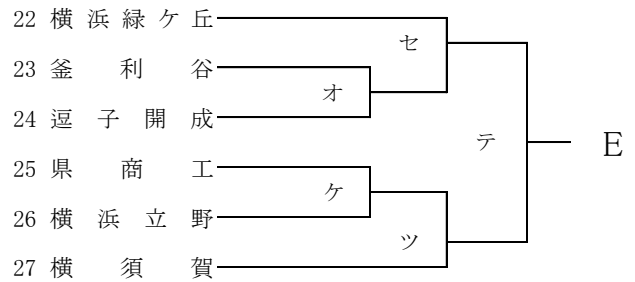 22 横浜緑ケ丘
セ
23 釜利谷
オ
24 逗子開成
テ
E
25 県商工
ケ
26 横浜立野
ツ
27 横須賀